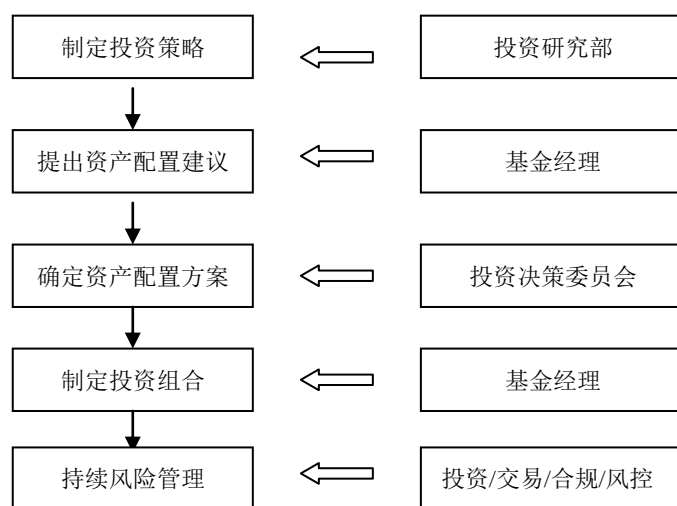 制定投资策略
投资研究部
提出资产配置建议
基金经理
确定资产配置方案
投资决策委员会
制定投资组合
基金经理
持续风险管理
投资/交易/合规/风控